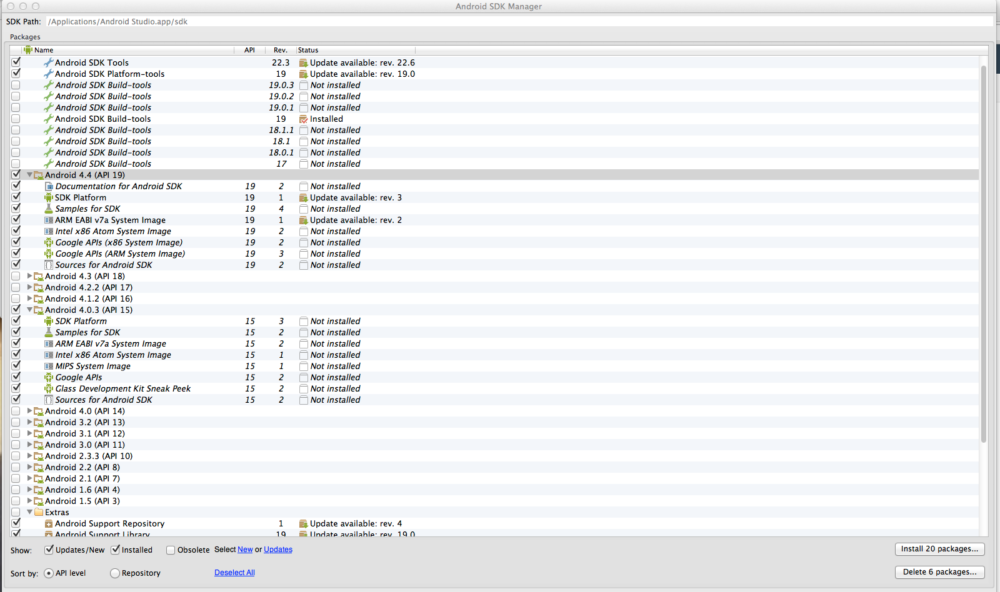 Android SDK Manager
SDK Path: /Applications/Android Studio.app/sdk
Packages
Name API Rev. Status
Android SDK Tools 22.3 Update available: rev. 22.6
Android SDK Platform-tools 19 Update available: rev. 19.0
Android SDK Build-tools 19.0.3 Not installed
Android SDK Build-tools 19.0.2 Not installed
Android SDK Build-tools 19.0.1 Not installed
Android SDK Build-tools 19 Installed
Android SDK Build-tools 18.1.1 Not installed
Android SDK Build-tools 18.1 Not installed
Android SDK Build-tools 18.0.1 Not installed
Android SDK Build-tools 17 Not installed
Android 4.4 (API 19)
Documentation for Android SDK 19 2 Not installed
SDK Platform 19 1 Update available: rev. 3
Samples for SDK 19 4 Not installed
ARM EABI v7a System Image 19 1 Update available: rev. 2
Intel x86 Atom System Image 19 2 Not installed
Google APIs (x86 System Image) 19 2 Not installed
Google APIs (ARM System Image) 19 3 Not installed
Sources for Android SDK 19 2 Not installed
Android 4.3 (API 18)
Android 4.2.2 (API 17)
Android 4.1.2 (API 16)
Android 4.0.3 (API 15)
SDK Platform 15 3 Not installed
Samples for SDK 15 2 Not installed
ARM EABI v7a System Image 15 2 Not installed
Intel x86 Atom System Image 15 1 Not installed
MIPS System Image 15 1 Not installed
Google APIs 15 2 Not installed
Glass Development Kit Sneak Peek 15 2 Not installed
Sources for Android SDK 15 2 Not installed
Android 4.0 (API 14)
Android 3.2 (API 13)
Android 3.1 (API 12)
Android 3.0 (API 11)
Android 2.3.3 (API 10)
Android 2.2 (API 8)
Android 2.1 (API 7)
Android 1.6 (API 4)
Android 1.5 (API 3)
Extras
Android Support Repository 1 Update available: rev. 4
Android Support Library 19 Update available: rev. 19.0
Show: Updates/New Installed Obsolete Select New or Updates Install 20 packages...
Sort by: API level Repository Deselect All Delete 6 packages...